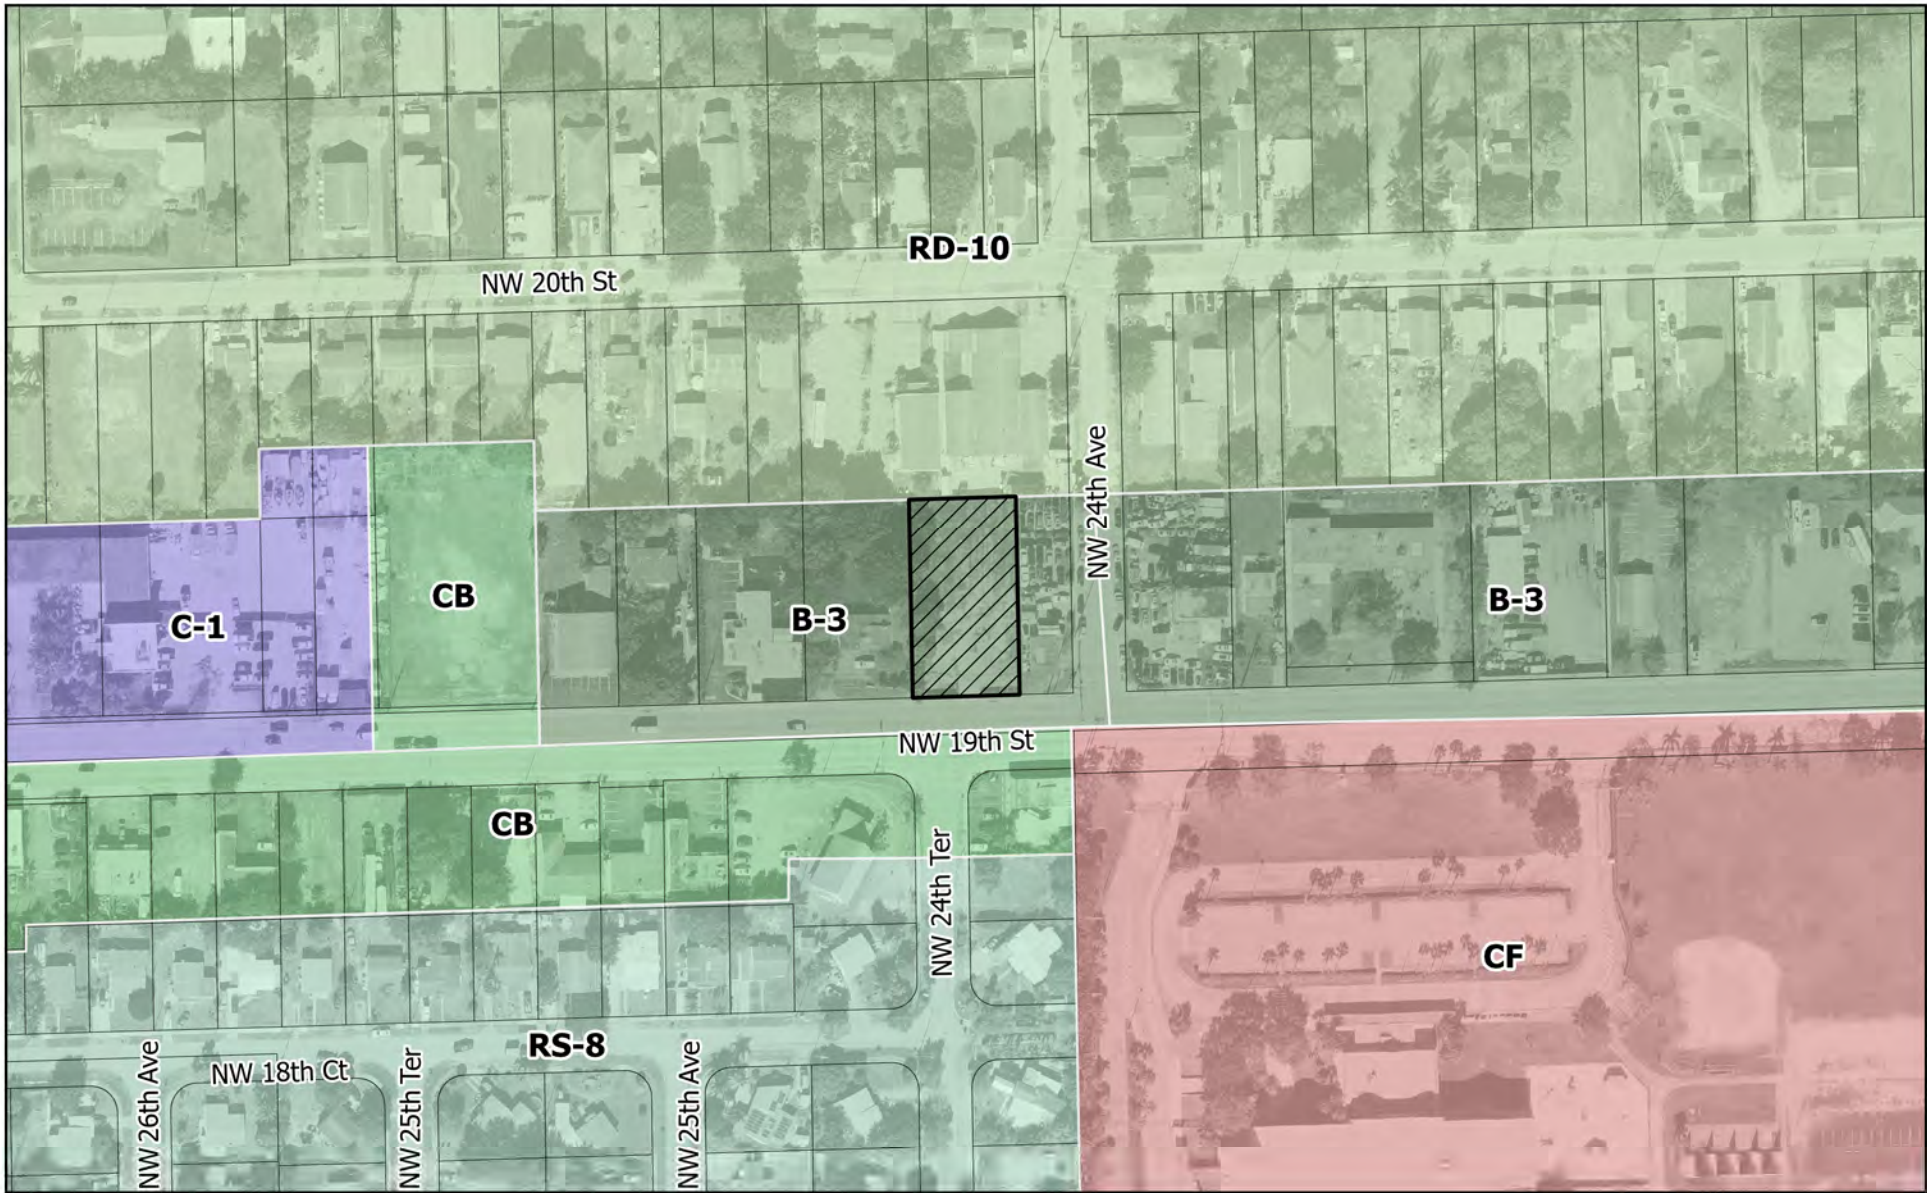 RD-10
NW 20th St
NW 24th Ave
CB
B-3
B-3
C-1
NW 19th St
CB
NW 24th Ter
CF
RS-8
NW 18th Ct
NW 26th Ave
NW 25th Ter
NW 25th Ave